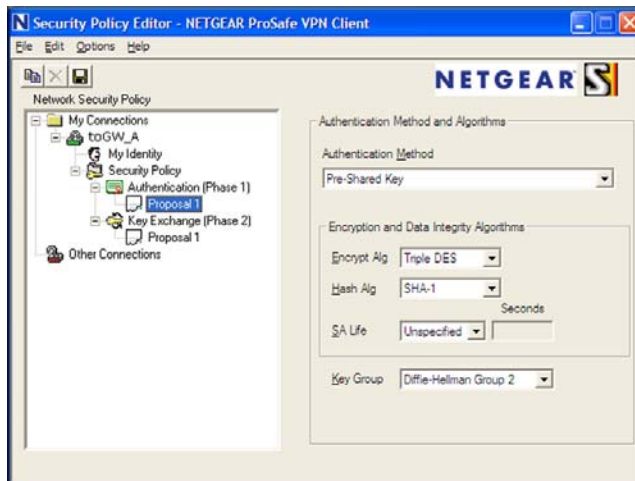 N Security Policy Editor - NETGEAR ProSafe VPN Client
File Edit Options Help
NETGEAR
Network Security Policy
My Connections
toGW_A
My Identity
Security Policy
Authentication (Phase 1)
Proposal 1
Key Exchange (Phase 2)
Proposal 1
Other Connections
Authentication Method and Algorithms
Authentication Method
Pre-Shared Key
Encryption and Data Integrity Algorithms
Encrypt Alg Triple DES
Hash Alg SHA-1
Seconds
SA Life Unspecified
Key Group Diffie-Hellman Group 2